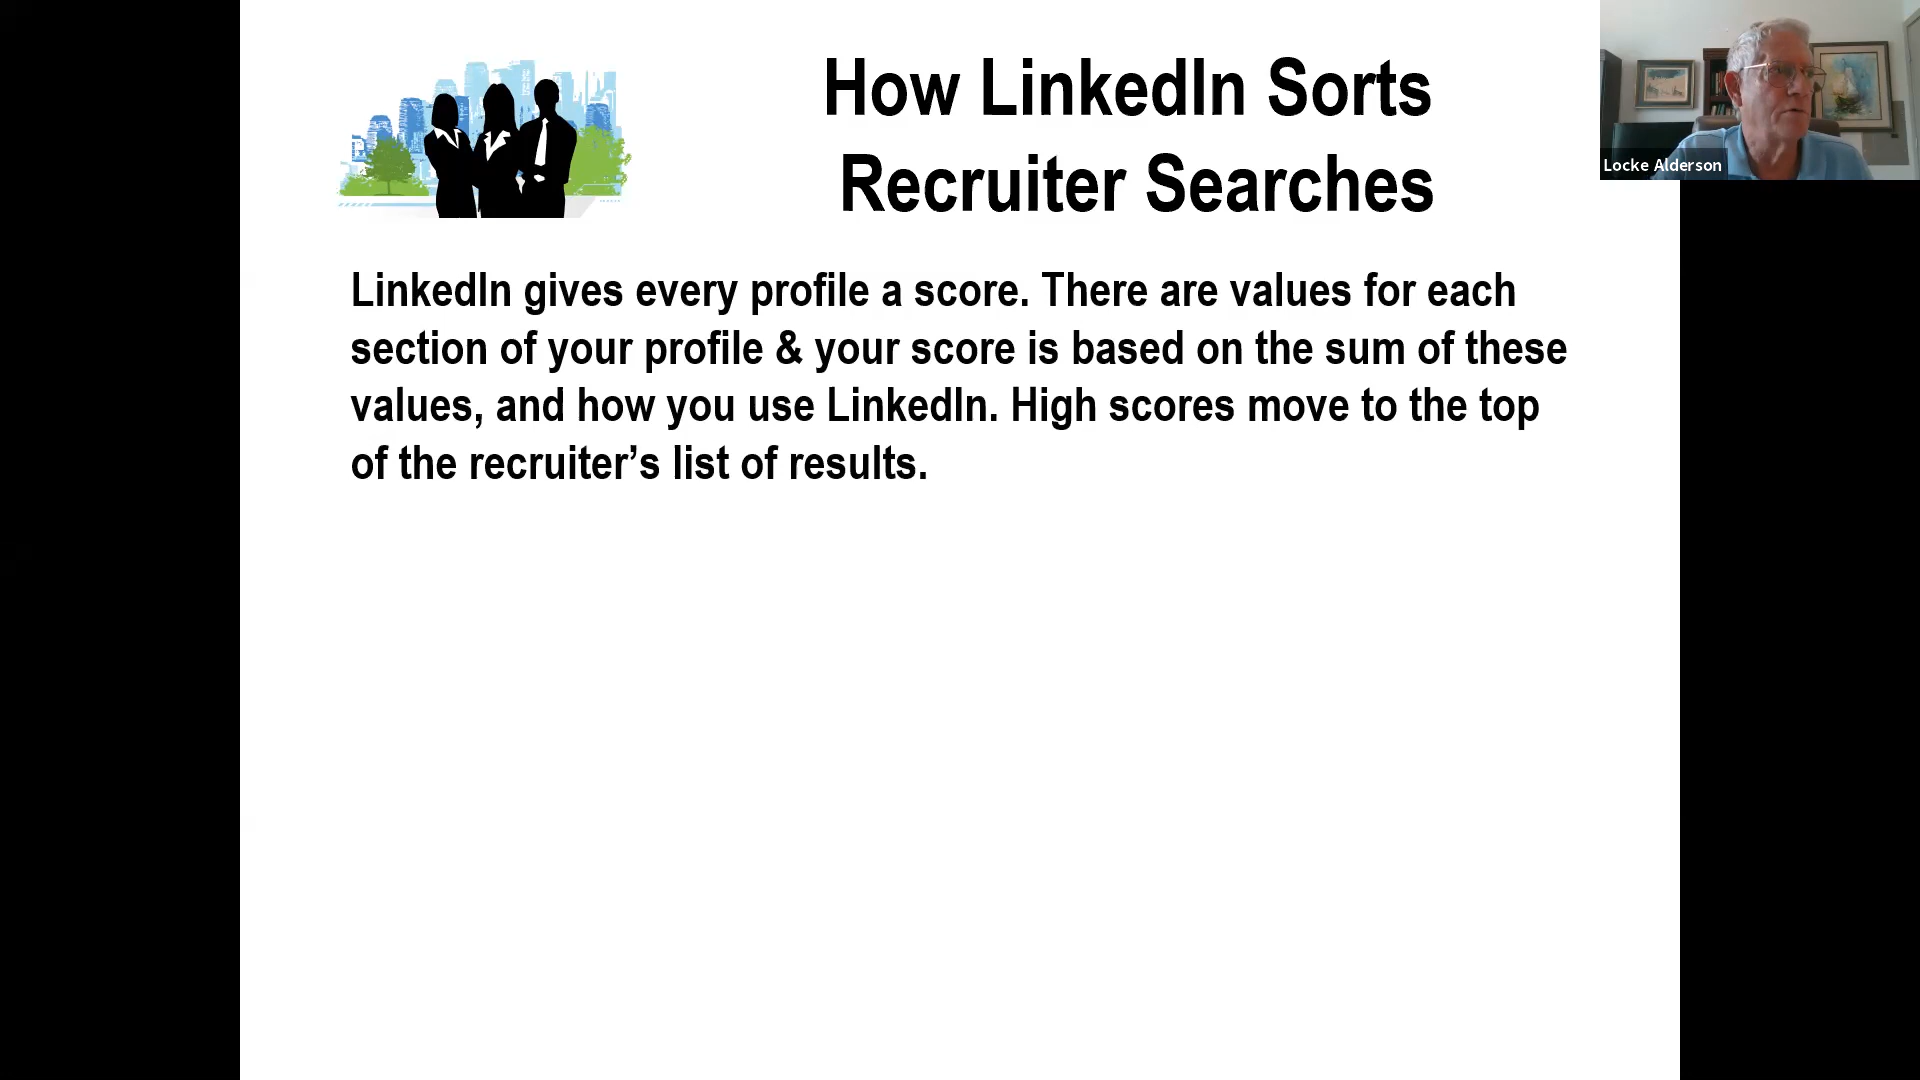 How LinkedIn Sorts
Recruiter Searches
Locke Alderson
LinkedIn gives every profile a score. There are values for each
section of your profile & your score is based on the sum of these
values, and how you use LinkedIn. High scores move to the top
of the recruiter’s list of results.